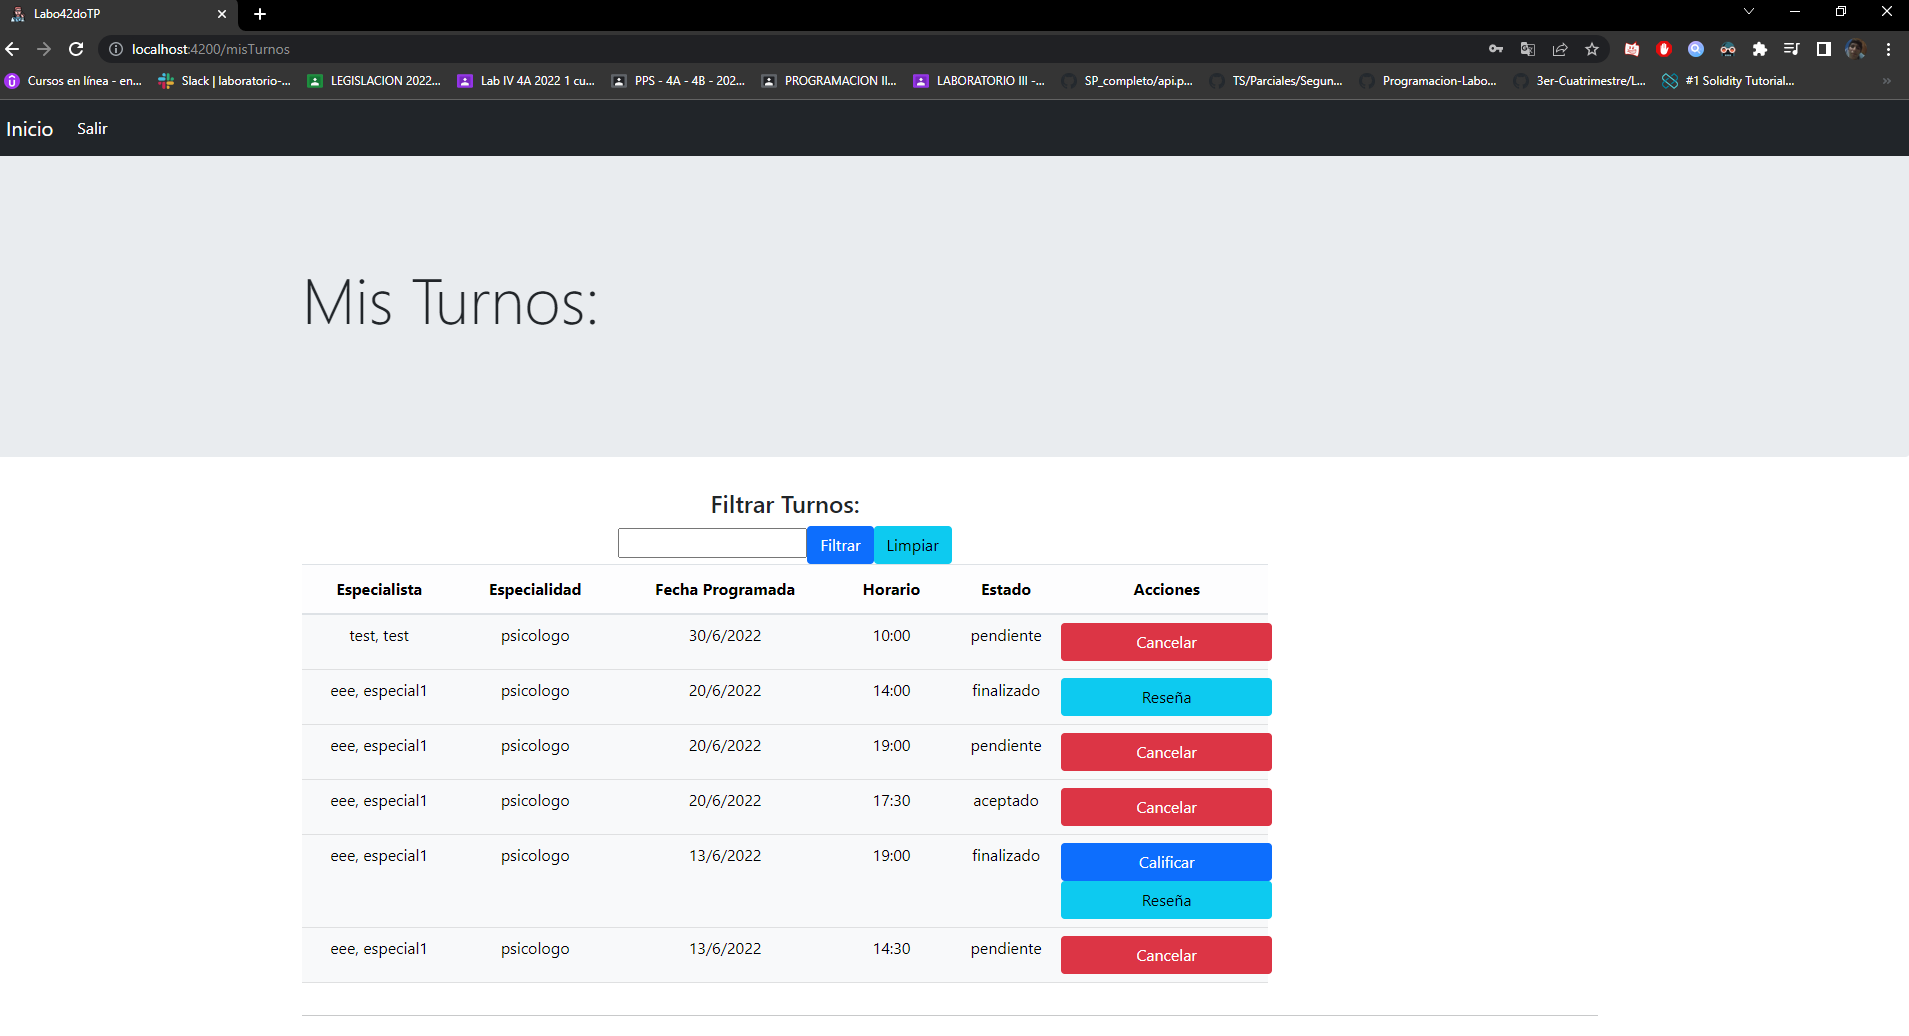 Labo42doTP
localhost:4200/misTurnos
Cursos en línea - en... Slack | laboratorio-... LEGISLACION 2022... Lab IV 4A 2022 1 cu... PPS - 4A - 4B - 202... PROGRAMACION II... LABORATORIO III -... SP_completo/api.p... TS/Parciales/Segun... Programacion-Labo... 3er-Cuatrimestre/L... #1 Solidity Tutorial...
Inicio Salir
Mis Turnos:
Filtrar Turnos:
Filtrar Limpiar
Especialista Especialidad Fecha Programada Horario Estado Acciones
test, test psicologo 30/6/2022 10:00 pendiente Cancelar
eee, especial1 psicologo 20/6/2022 14:00 finalizado Reseña
eee, especial1 psicologo 20/6/2022 19:00 pendiente Cancelar
eee, especial1 psicologo 20/6/2022 17:30 aceptado Cancelar
eee, especial1 psicologo 13/6/2022 19:00 finalizado Calificar
Reseña
eee, especial1 psicologo 13/6/2022 14:30 pendiente Cancelar